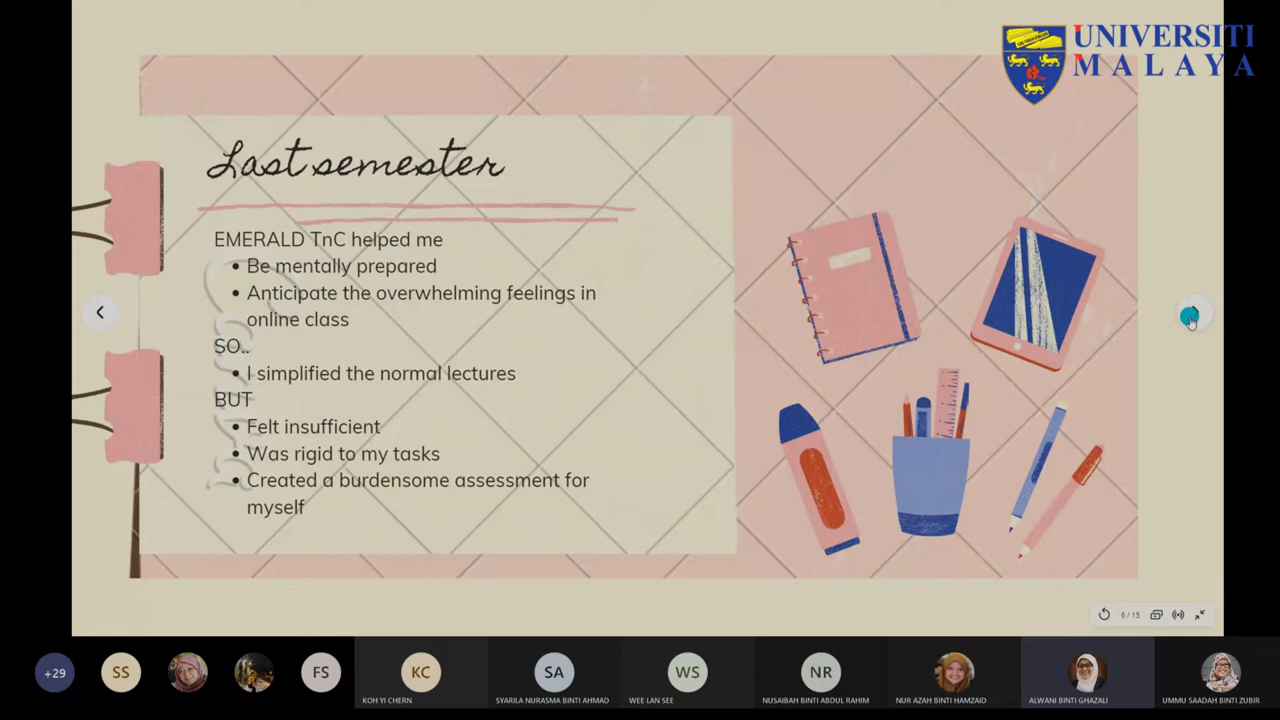 UNIVERSITI
MALAYA
Last semester
EMERALD TnC helped me
• Be mentally prepared
• Anticipate the overwhelming feelings in
online class
SO..
• I simplified the normal lectures
BUT
• Felt insufficient
• Was rigid to my tasks
• Created a burdensome assessment for
myself
6 / 15
+29
SS
FS
KC
SA
WS
NR
KOH YI CHERN
SYARILA NURASMA BINTI AHMAD
WEE LAN SEE
NUSAIBAH BINTI ABDUL RAHIM
NUR AZAH BINTI HAMZAID
ALWANI BINTI GHAZALI
UMMU SAADAH BINTI ZUBIR